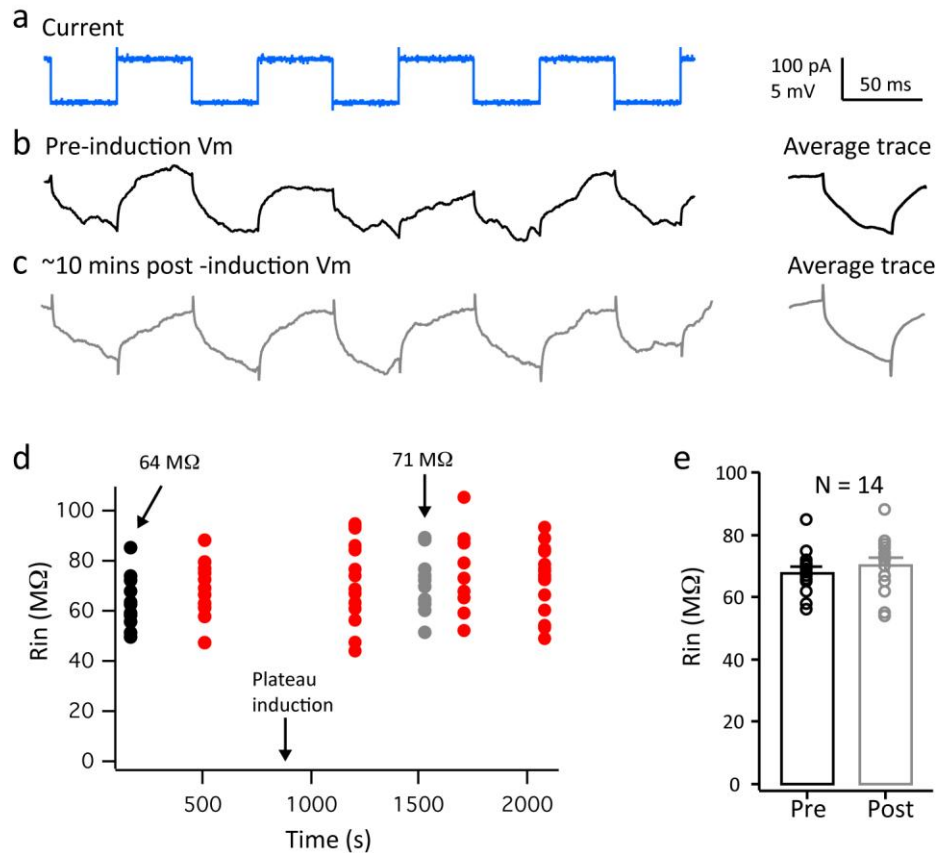 a
Current
100 pA
5 mV
50 ms
b
Pre-induction Vm
Average trace
c
~10 mins post -induction Vm
Average trace
d
64 MΩ
71 MΩ
100
80
60
40
20
0
Rin (MΩ)
Plateau
induction
500
1000
1500
2000
Time (s)
e
N = 14
100
80
60
40
20
0
Rin (MΩ)
Pre
Post